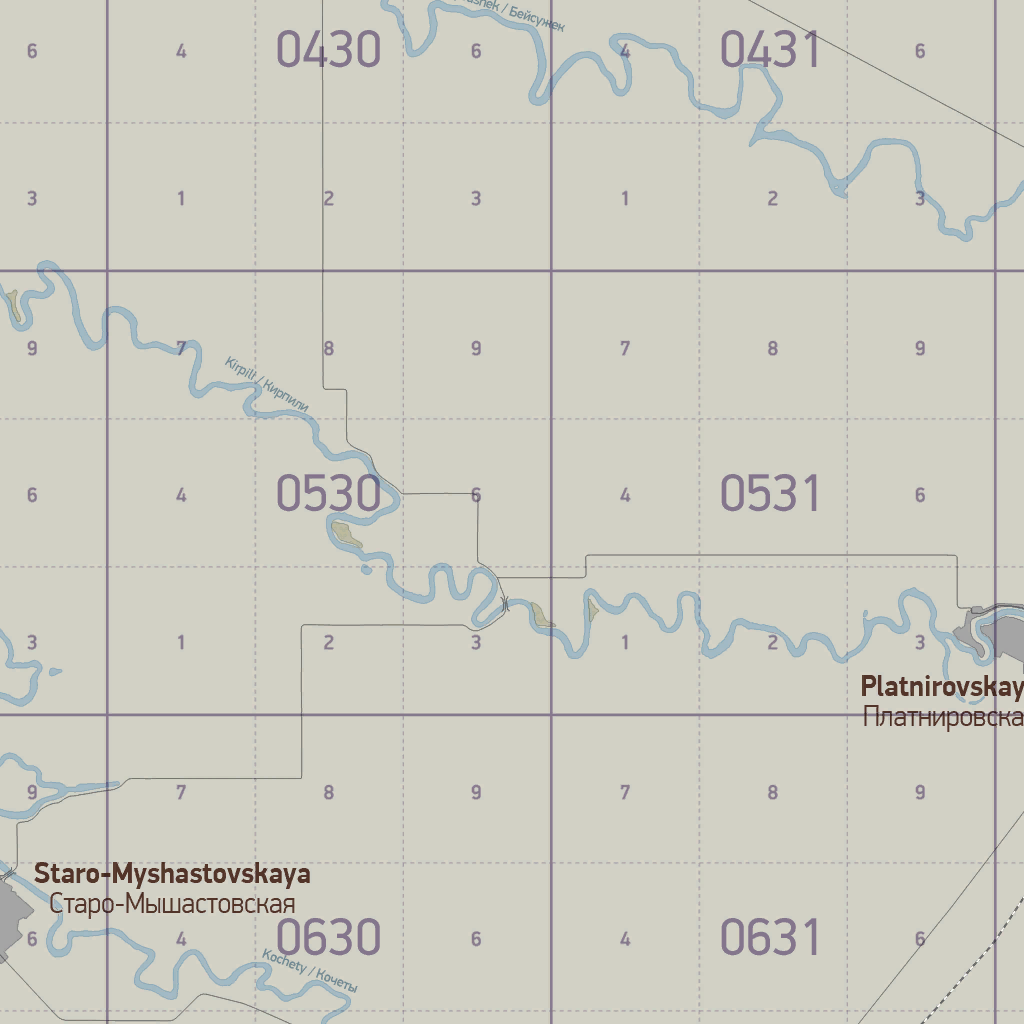 ushek / Бейсужек
6 4 0430 6 4 0431 6
3 1 2 3 1 2 3
9 7 8 9 7 8 9
Kirpili / Кирпили
6 4 0530 6 4 0531 6
3 1 2 3 1 2 3
Platnirovskay
Платнировска
9 7 8 9 7 8 9
Staro-Myshastovskaya
Старо-Мышастовская
6 4 0630 6 4 0631 6
Kochety / Кочеты